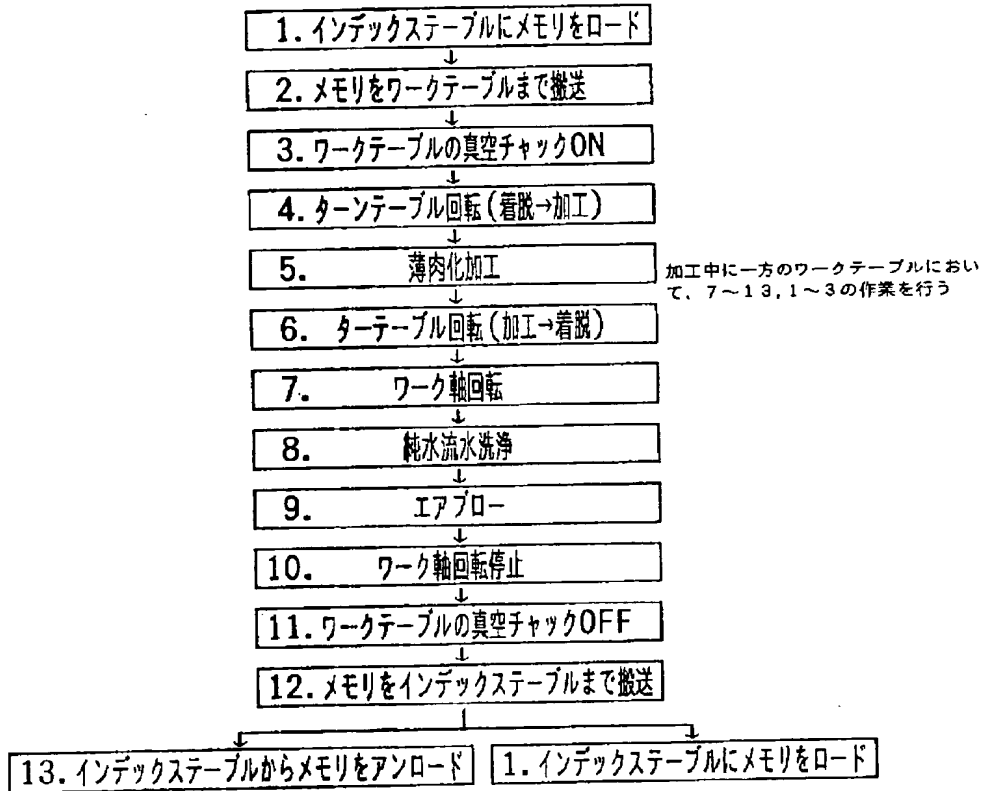 1. インデックステーブルにメモリをロード
↓
2. メモリをワークテーブルまで搬送
↓
3. ワークテーブルの真空チャックON
↓
4. ターンテーブル回転(着脱→加工)
↓
5. 薄肉化加工
加工中に一方のワークテーブルにおい
て、7〜13,1〜3の作業を行う
↓
6. ターテーブル回転(加工→着脱)
↓
7. ワーク軸回転
↓
8. 純水流水洗浄
↓
9. エアブロー
↓
10. ワーク軸回転停止
↓
11. ワークテーブルの真空チャックOFF
↓
12. メモリをインデックステーブルまで搬送
↓ ↓
13. インデックステーブルからメモリをアンロード
1. インデックステーブルにメモリをロード